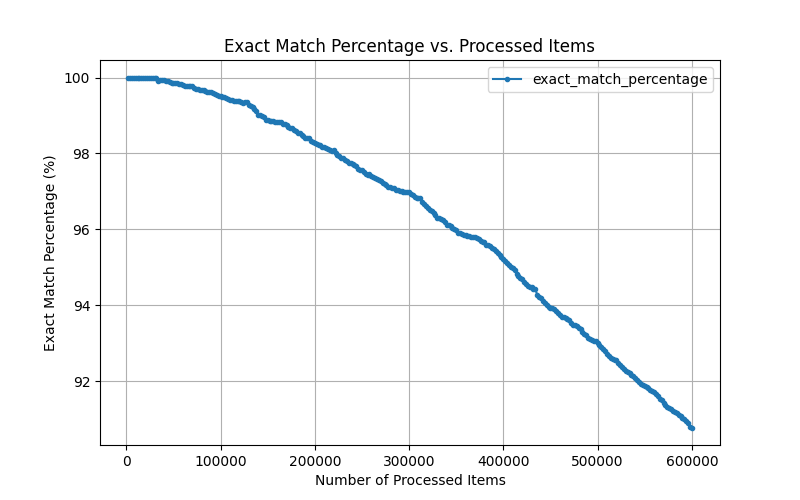 Exact Match Percentage vs. Processed Items
exact_match_percentage
Exact Match Percentage (%)
100
98
96
94
92
0 100000 200000 300000 400000 500000 600000
Number of Processed Items